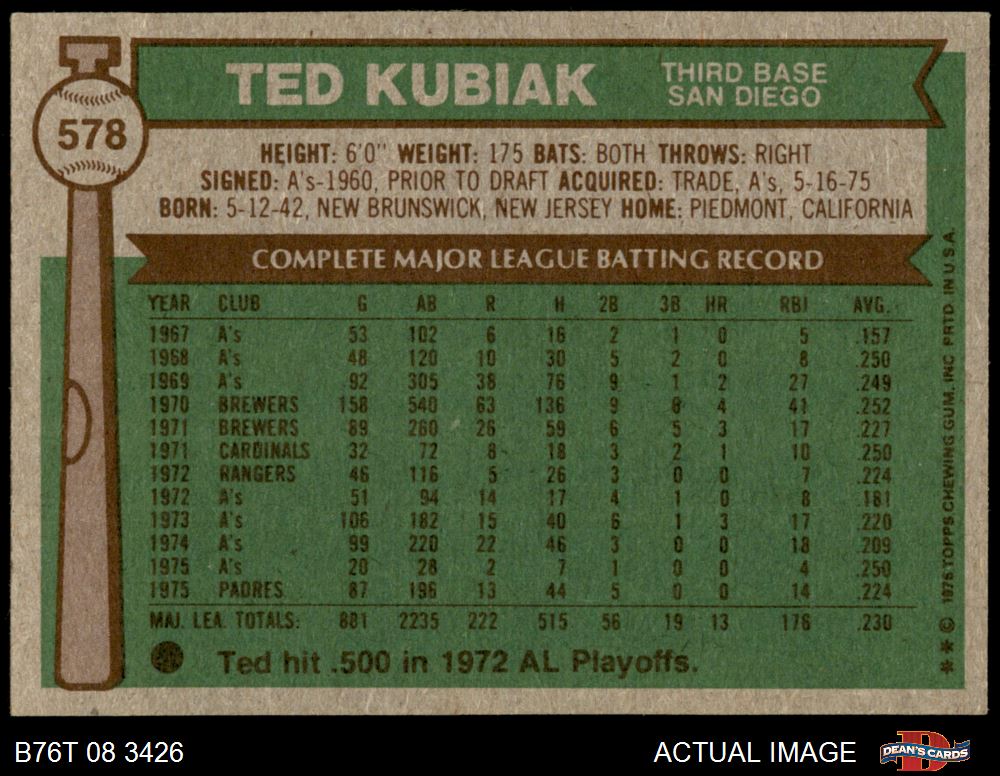 578
TED KUBIAK THIRD BASE
SAN DIEGO
HEIGHT: 6'0" WEIGHT: 175 BATS: BOTH THROWS: RIGHT
SIGNED: A's-1960, PRIOR TO DRAFT ACQUIRED: TRADE, A's, 5-16-75
BORN: 5-12-42, NEW BRUNSWICK, NEW JERSEY HOME: PIEDMONT, CALIFORNIA
COMPLETE MAJOR LEAGUE BATTING RECORD
YEAR CLUB G AB R H 2B 3B HR RBI AVG.
1967 A's 53 102 6 16 2 1 0 5 .157
1968 A's 48 120 10 30 5 2 0 8 .250
1969 A's 92 305 38 76 9 1 2 27 .249
1970 BREWERS 158 540 63 136 9 8 4 41 .252
1971 BREWERS 89 260 26 59 6 5 3 17 .227
1971 CARDINALS 32 72 8 18 3 2 1 10 .250
1972 RANGERS 46 116 5 26 3 0 0 7 .224
1972 A's 51 94 14 17 4 1 0 8 .181
1973 A's 106 182 15 40 6 1 3 17 .220
1974 A's 99 220 22 46 3 0 0 18 .209
1975 A's 20 28 2 7 1 0 0 4 .250
1975 PADRES 87 196 13 44 5 0 0 14 .224
MAJ. LEA. TOTALS: 881 2235 222 515 56 19 13 176 .230
Ted hit .500 in 1972 AL Playoffs.
** © 1976 TOPPS CHEWING GUM, INC. PRTD. IN U.S.A.
B76T 08 3426 ACTUAL IMAGE DEAN'S CARDS